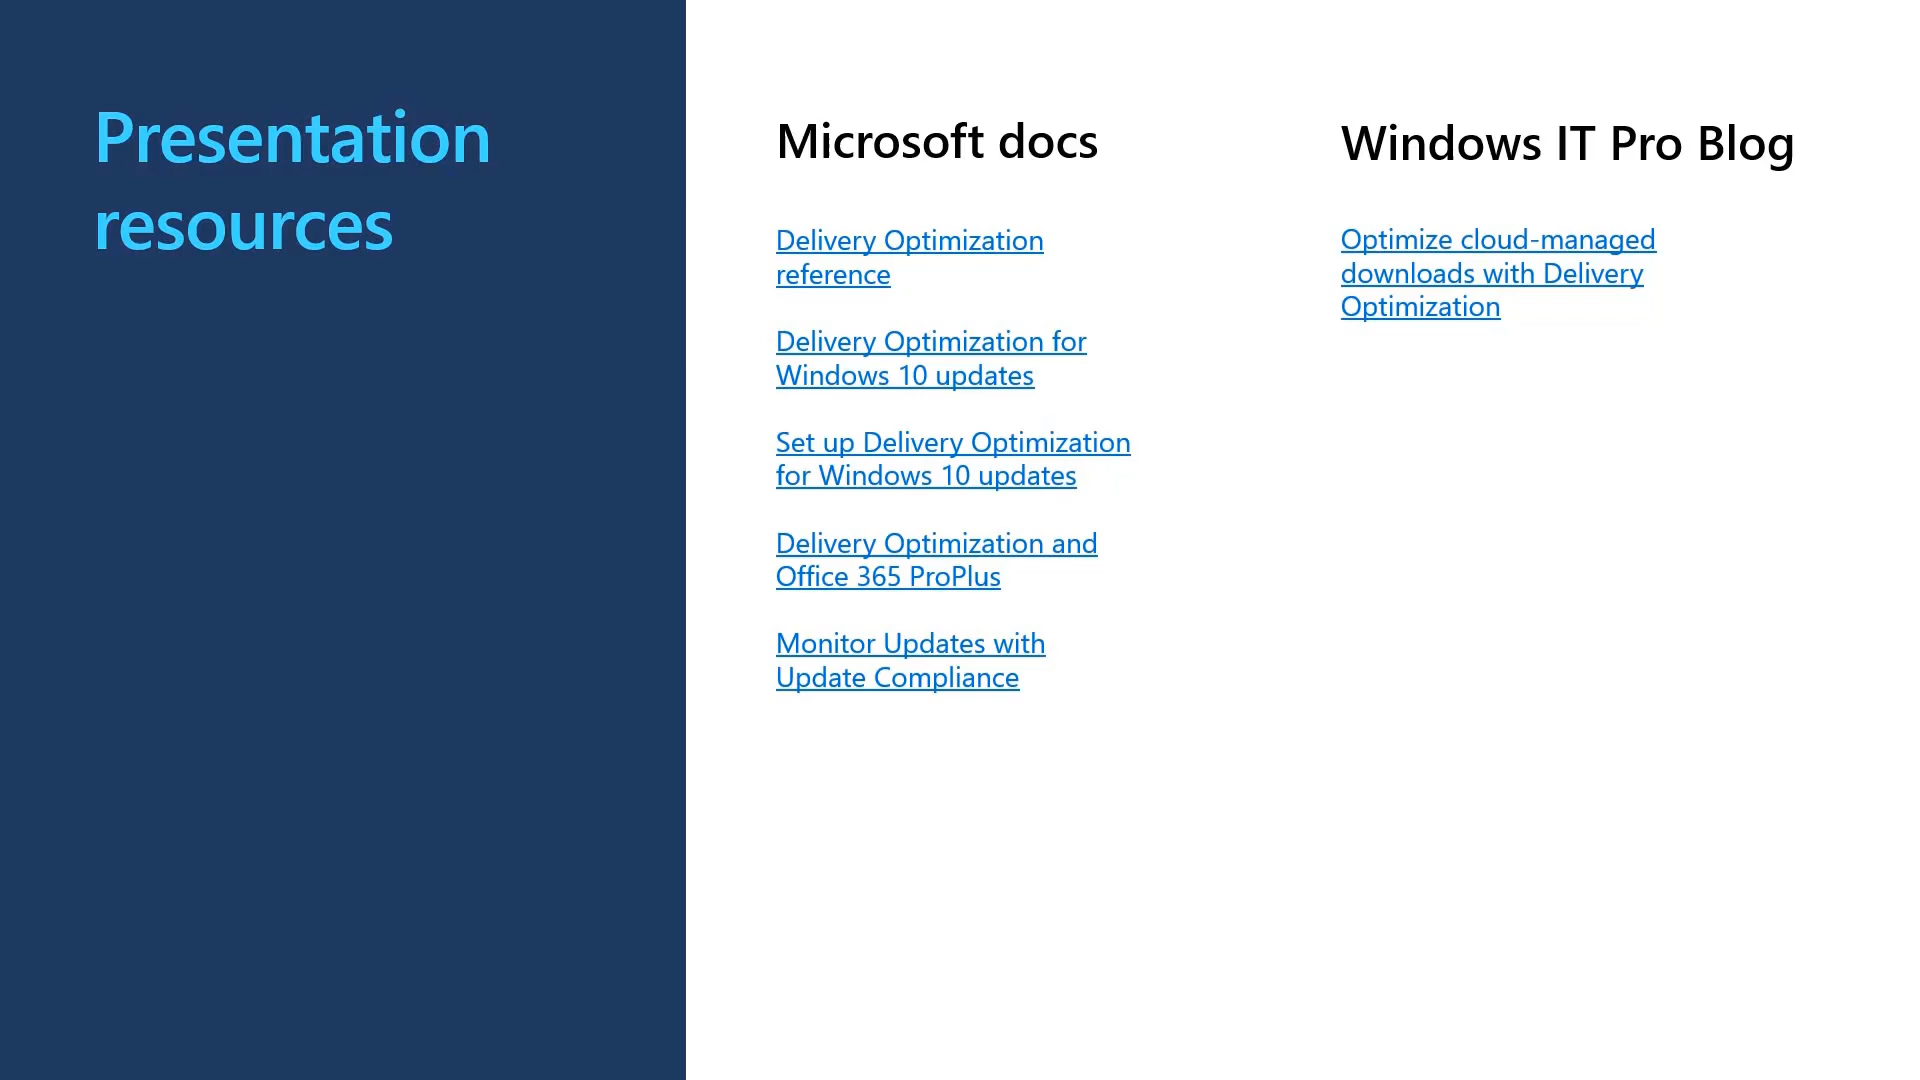 Presentation
resources
Microsoft docs
Delivery Optimization
reference
Delivery Optimization for
Windows 10 updates
Set up Delivery Optimization
for Windows 10 updates
Delivery Optimization and
Office 365 ProPlus
Monitor Updates with
Update Compliance
Windows IT Pro Blog
Optimize cloud-managed
downloads with Delivery
Optimization